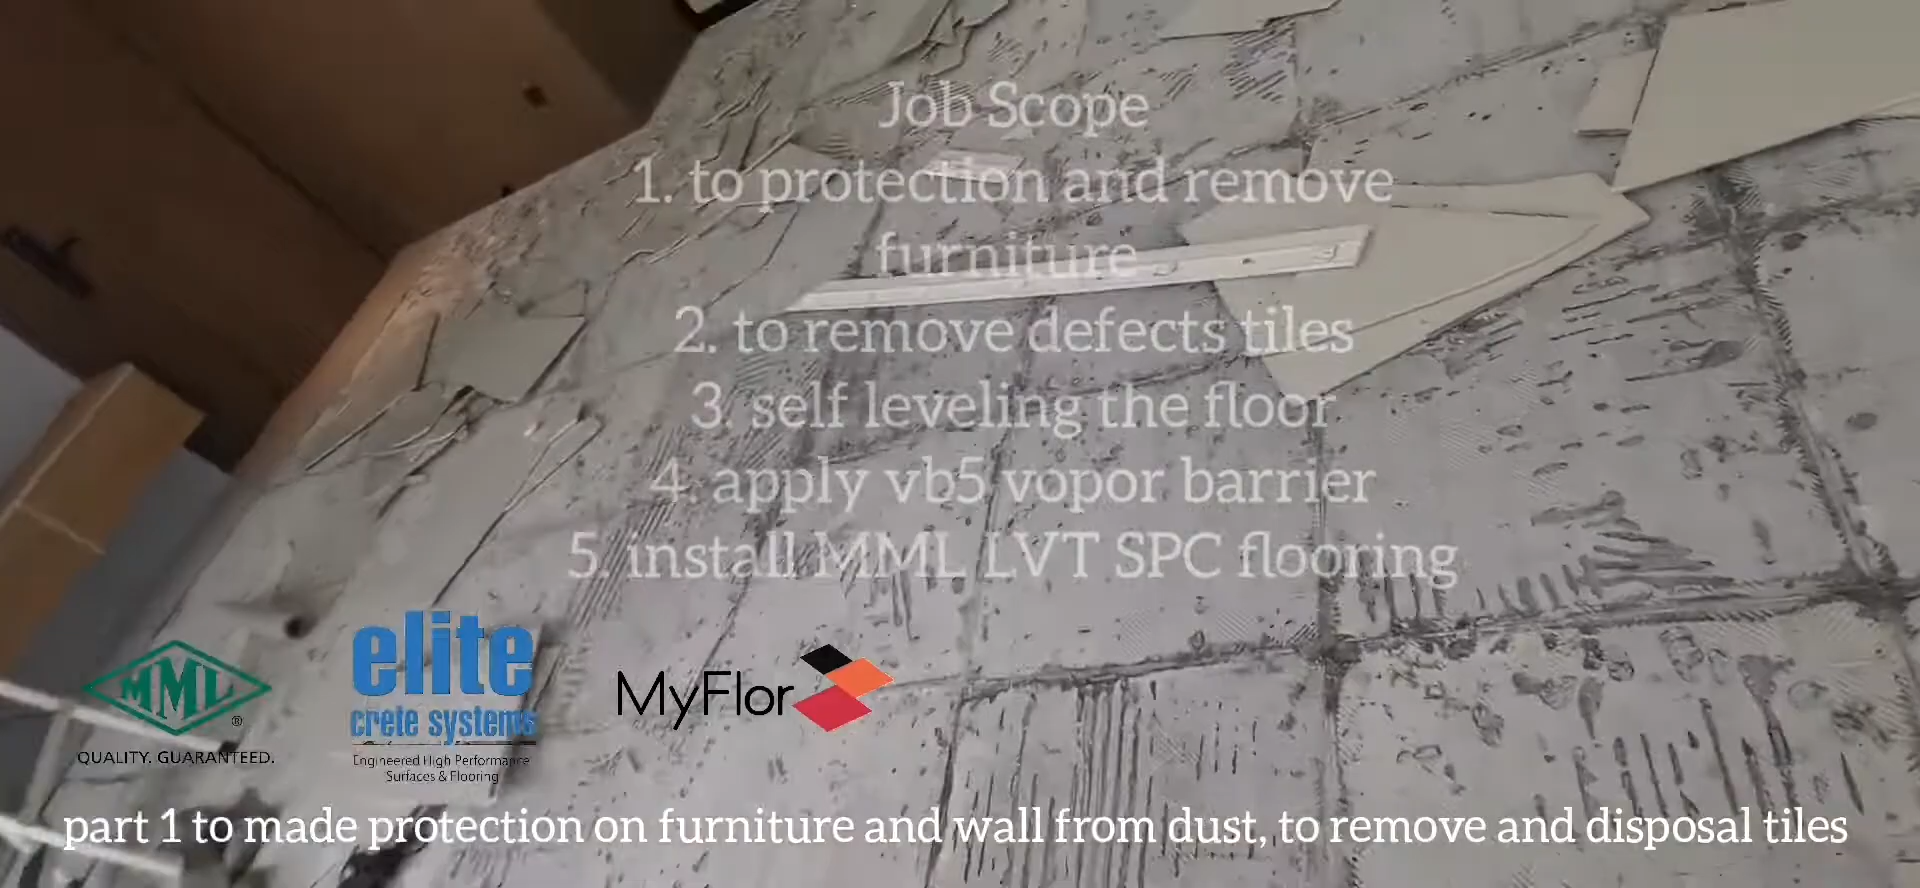 Job Scope
1. to protection and remove
furniture
2. to remove defects tiles
3. self leveling the floor
4. apply vb5 vopor barrier
5. install MML LVT SPC flooring
MML
®
QUALITY. GUARANTEED.
elite
crete systems
Engineered High Performance
Surfaces & Flooring
MyFlor
part 1 to made protection on furniture and wall from dust, to remove and disposal tiles